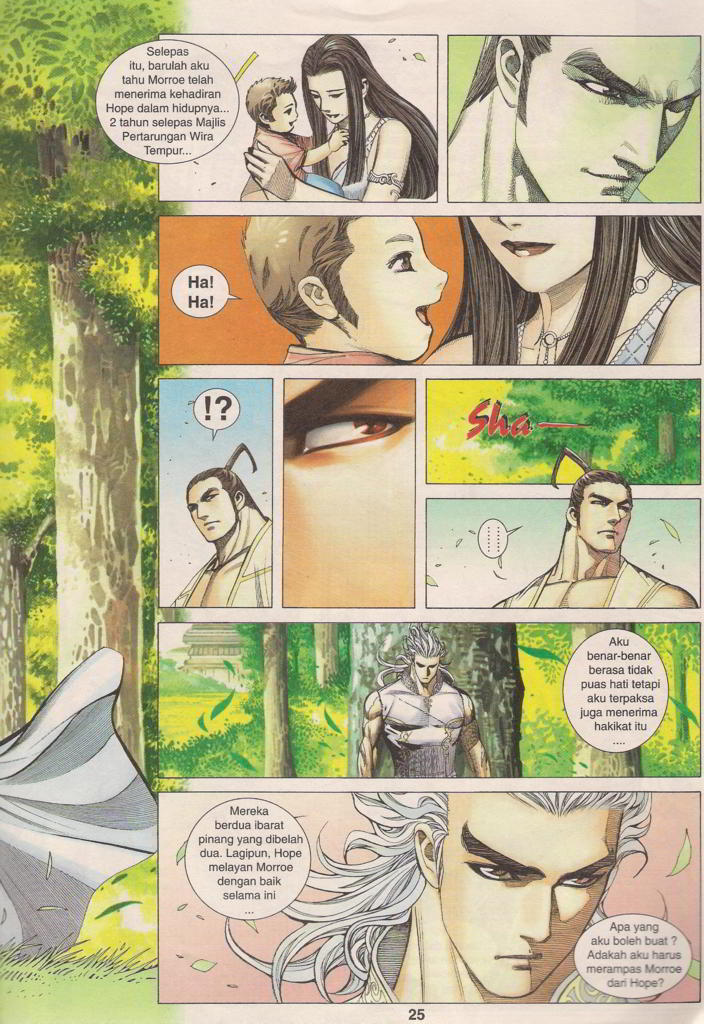 Selepas
itu, barulah aku
tahu Morroe telah
menerima kehadiran
Hope dalam hidupnya...
2 tahun selepas Majlis
Pertarungan Wira
Tempur...
Ha!
Ha!
!?
Sha—
......
Aku
benar-benar
berasa tidak
puas hati tetapi
aku terpaksa
juga menerima
hakikat itu
....
Mereka
berdua ibarat
pinang yang dibelah
dua. Lagipun, Hope
melayan Morroe
dengan baik
selama ini
...
Apa yang
aku boleh buat ?
Adakah aku harus
merampas Morroe
dari Hope?
25